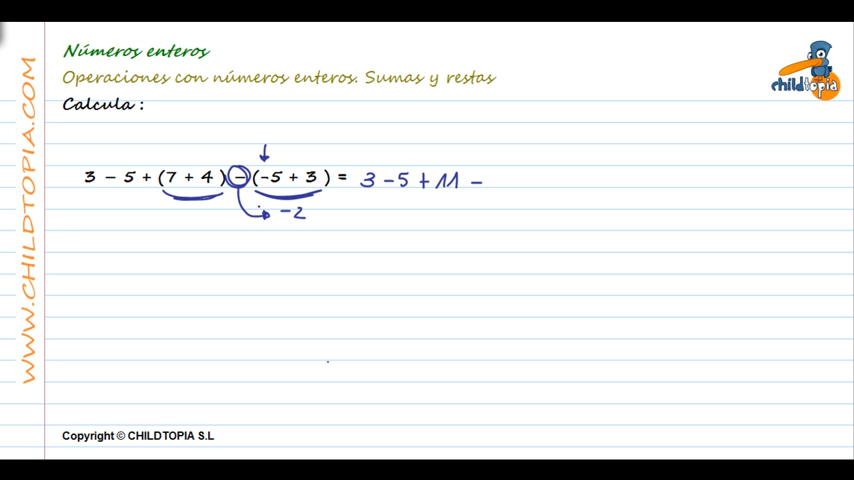 Números enteros
Operaciones con números enteros. Sumas y restas
Calcula :
childtopia
3 - 5 + (7 + 4 ) - (-5 + 3 ) = 3 - 5 + 11 -
-2
WWW.CHILDTOPIA.COM
Copyright © CHILDTOPIA S.L